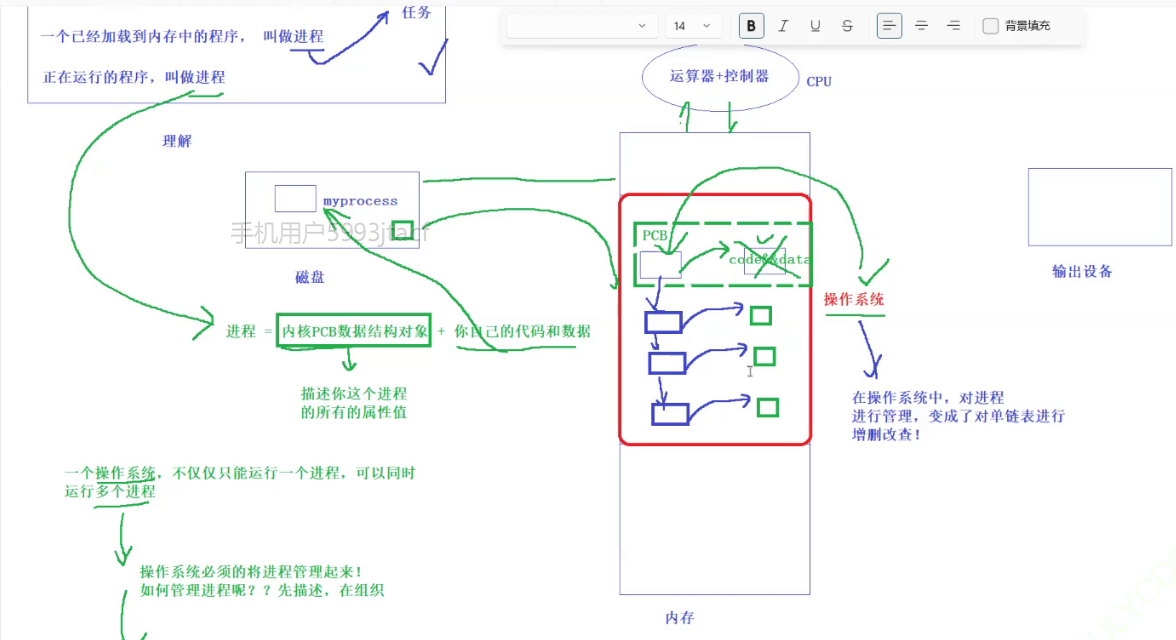 任务
一个已经加载到内存中的程序， 叫做进程
正在运行的程序，叫做进程
理解
14
B I U S
背景填充
运算器+控制器
CPU
myprocess
手机用户5993jtacf
磁盘
PCB
code&&data
操作系统
输出设备
进程 = 内核PCB数据结构对象 + 你自己的代码和数据
描述你这个进程
的所有的属性值
在操作系统中，对进程
进行管理，变成了对单链表进行
增删改查！
一个操作系统，不仅仅只能运行一个进程，可以同时
运行多个进程
操作系统必须的将进程管理起来！
如何管理进程呢？？先描述，在组织
内存